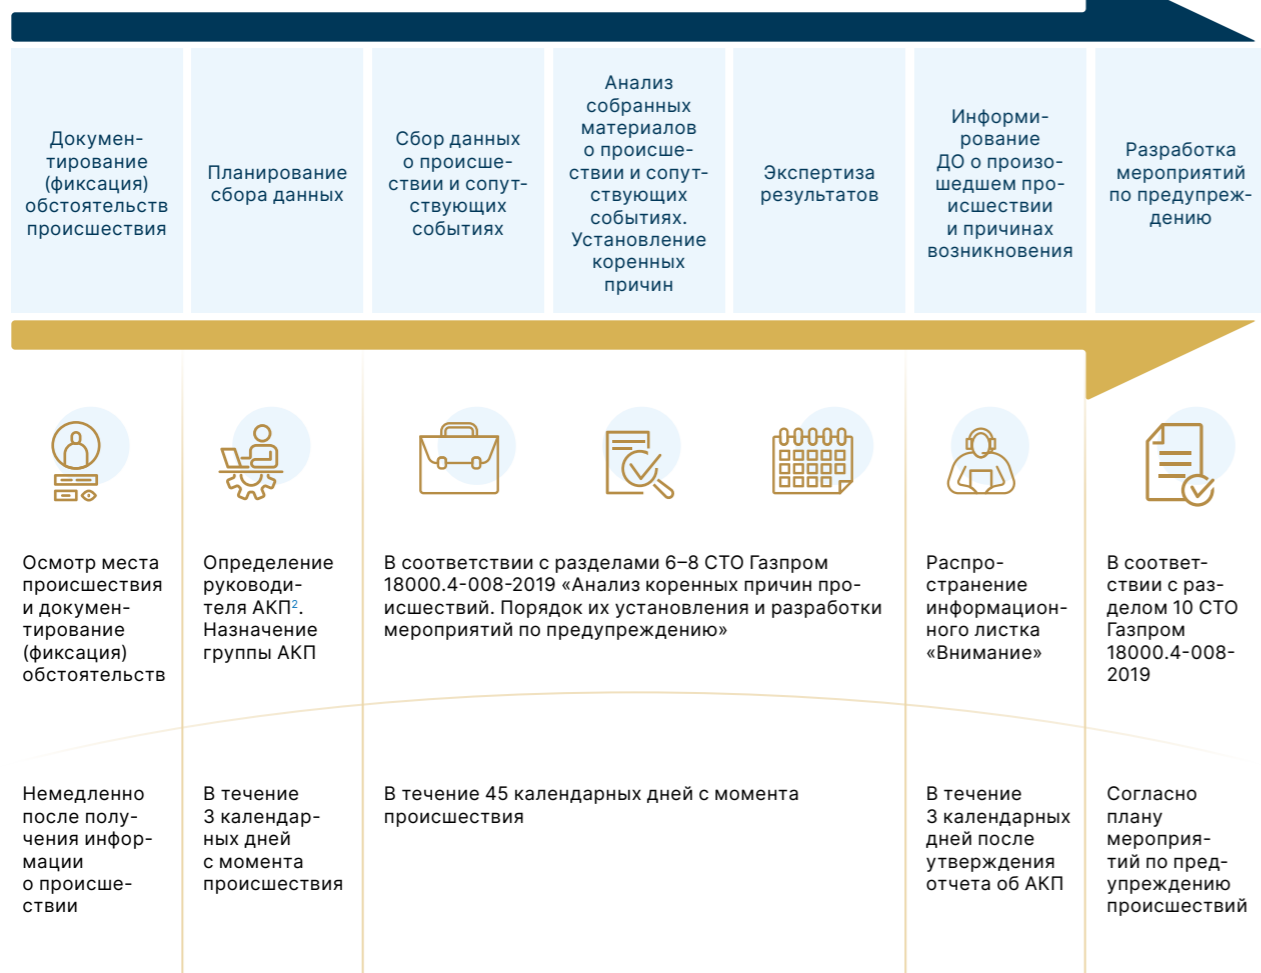 Докумен-
тирование
(фиксация)
обстоятельств
происшествия
Планирование
сбора данных
Сбор данных
о происше-
ствии и сопут-
ствующих
событиях
Анализ
собранных
материалов
о происше-
ствии и сопут-
ствующих
событиях.
Установление
коренных
причин
Экспертиза
результатов
Информи-
рование
ДО о произо-
шедшем про-
исшествии
и причинах
возникновения
Разработка
мероприятий
по предупреж-
дению
Осмотр места
происшествия
и докумен-
тирование
(фиксация)
обстоятельств
Определение
руководи-
теля АКП².
Назначение
группы АКП
В соответствии с разделами 6–8 СТО Газпром
18000.4-008-2019 «Анализ коренных причин про-
исшествий. Порядок их установления и разработки
мероприятий по предупреждению»
Распро-
странение
информацион-
ного листка
«Внимание»
В соответ-
ствии с раз-
делом 10 СТО
Газпром
18000.4-008-
2019
Немедленно
после полу-
чения инфор-
мации
о происше-
ствии
В течение
3 календар-
ных дней
с момента
происшествия
В течение 45 календарных дней с момента
происшествия
В течение
3 календарных
дней после
утверждения
отчета об АКП
Согласно
плану
мероприя-
тий по пред-
упреждению
происшествий